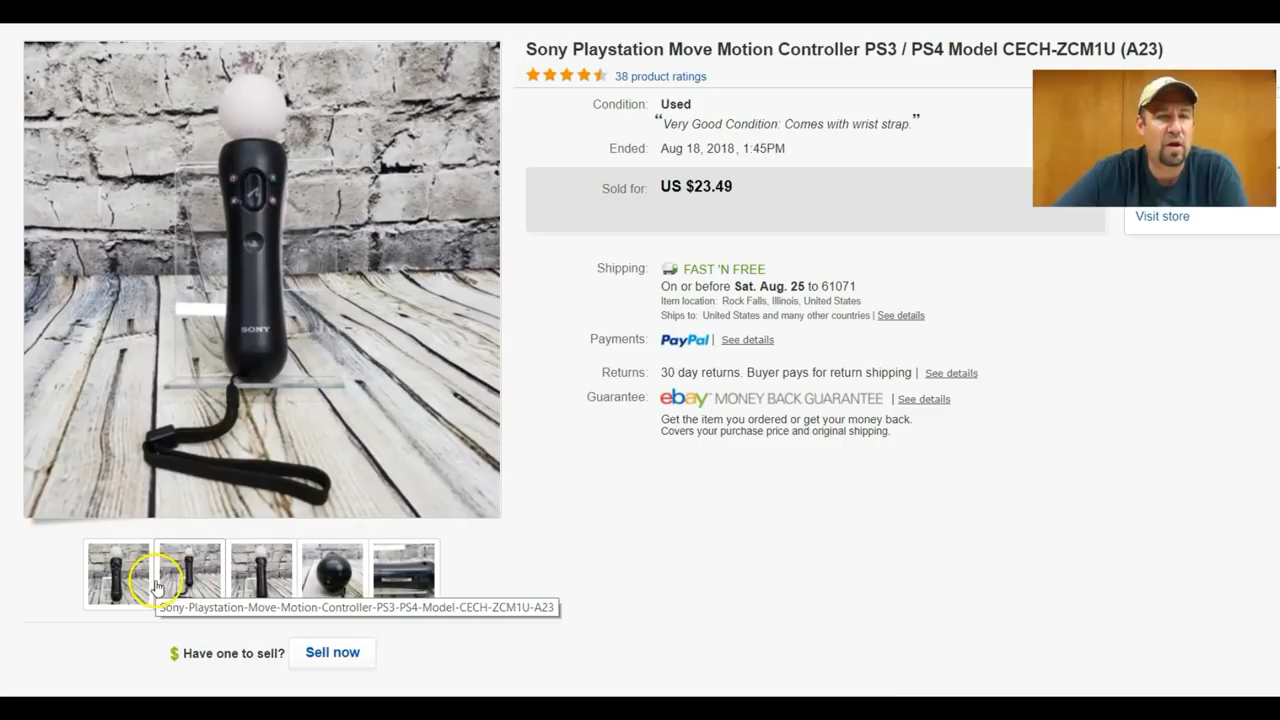 Sony Playstation Move Motion Controller PS3 / PS4 Model CECH-ZCM1U (A23)
38 product ratings
Condition: Used
“Very Good Condition: Comes with wrist strap.”
Ended: Aug 18, 2018 , 1:45PM
Sold for: US $23.49
Visit store
Shipping: FAST 'N FREE
On or before Sat. Aug. 25 to 61071
Item location: Rock Falls, Illinois, United States
Ships to: United States and many other countries | See details
Payments: PayPal | See details
Returns: 30 day returns. Buyer pays for return shipping | See details
Guarantee: ebay MONEY BACK GUARANTEE | See details
Get the item you ordered or get your money back.
Covers your purchase price and original shipping.
SONY
Sony-Playstation-Move-Motion-Controller-PS3-PS4-Model-CECH-ZCM1U-A23
$ Have one to sell? Sell now